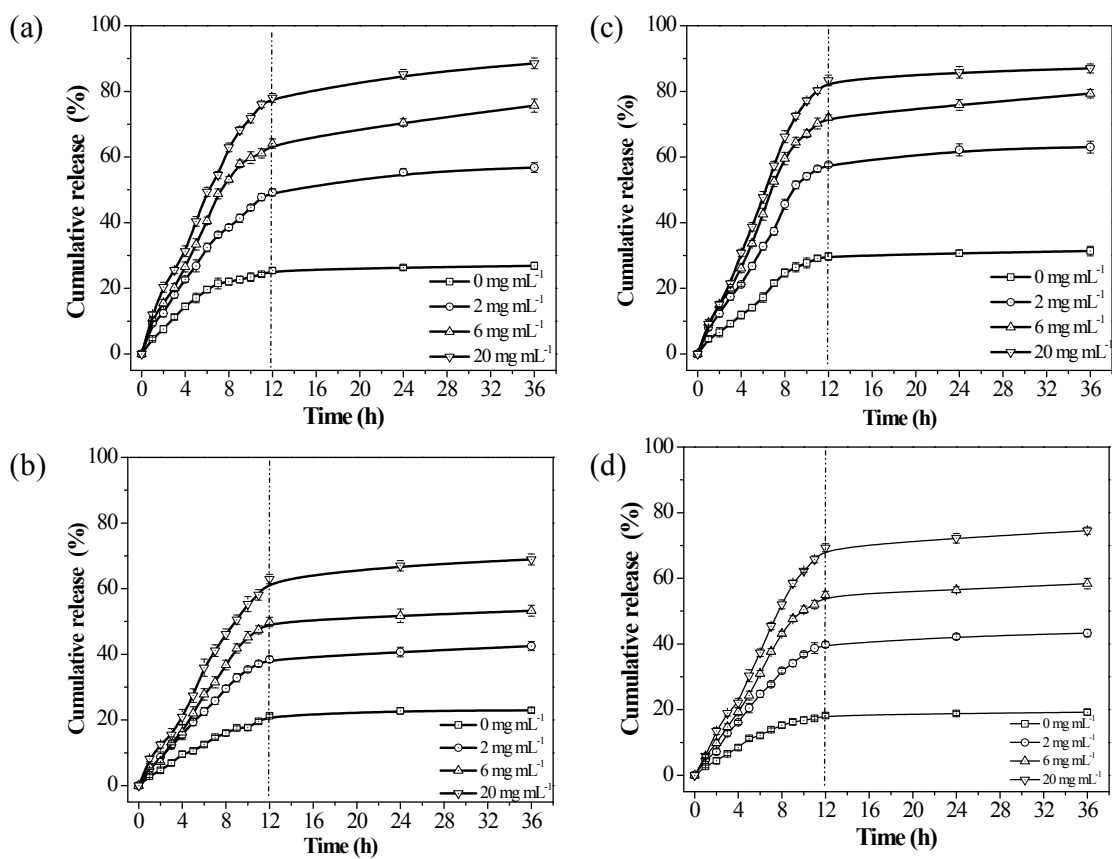 (a)
Cumulative release (%)
100
80
60
40
20
0
0 mg mL⁻¹
2 mg mL⁻¹
6 mg mL⁻¹
20 mg mL⁻¹
0 4 8 12 16 20 24 28 32 36
Time (h)
(c)
Cumulative release (%)
100
80
60
40
20
0
0 mg mL⁻¹
2 mg mL⁻¹
6 mg mL⁻¹
20 mg mL⁻¹
0 4 8 12 16 20 24 28 32 36
Time (h)
(b)
Cumulative release (%)
100
80
60
40
20
0
0 mg mL⁻¹
2 mg mL⁻¹
6 mg mL⁻¹
20 mg mL⁻¹
0 4 8 12 16 20 24 28 32 36
Time (h)
(d)
Cumulative release (%)
100
80
60
40
20
0
0 mg mL⁻¹
2 mg mL⁻¹
6 mg mL⁻¹
20 mg mL⁻¹
0 4 8 12 16 20 24 28 32 36
Time (h)